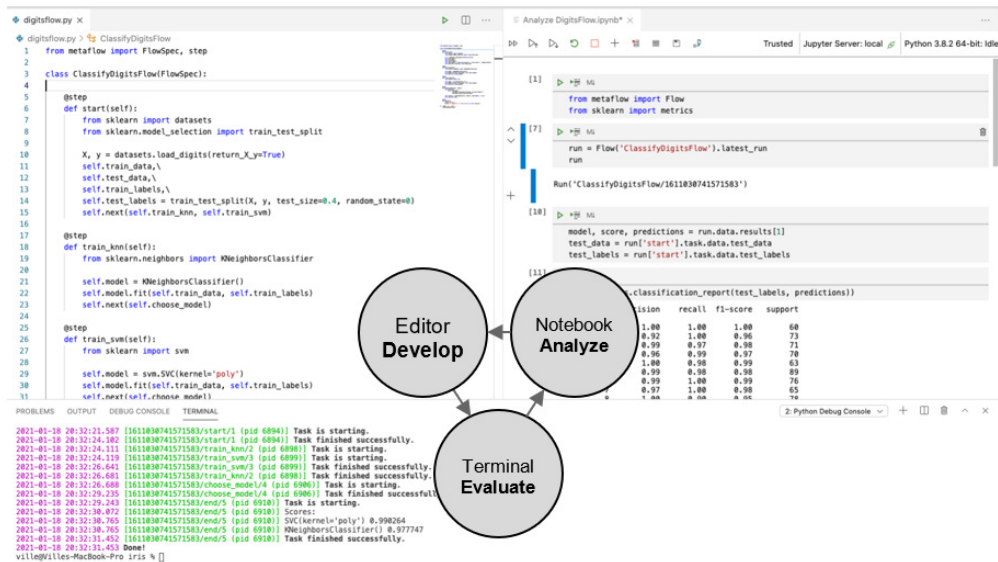 digitsflow.py ×
digitsflow.py > ClassifyDigitsFlow
1 from metaflow import FlowSpec, step
2
3 class ClassifyDigitsFlow(FlowSpec):
4
5 @step
6 def start(self):
7 from sklearn import datasets
8 from sklearn.model_selection import train_test_split
9
10 X, y = datasets.load_digits(return_X_y=True)
11 self.train_data,\
12 self.test_data,\
13 self.train_labels,\
14 self.test_labels = train_test_split(X, y, test_size=0.4, random_state=0)
15 self.next(self.train_knn, self.train_svm)
16
17 @step
18 def train_knn(self):
19 from sklearn.neighbors import KNeighborsClassifier
20
21 self.model = KNeighborsClassifier()
22 self.model.fit(self.train_data, self.train_labels)
23 self.next(self.choose_model)
24
25 @step
26 def train_svm(self):
27 from sklearn import svm
28
29 self.model = svm.SVC(kernel='poly')
30 self.model.fit(self.train_data, self.train_labels)
31 self.next(self.choose_model)
Analyze DigitsFlow.ipynb* ×
Trusted Jupyter Server: local Python 3.8.2 64-bit: Idle
[1]
from metaflow import Flow
from sklearn import metrics
[7]
run = Flow('ClassifyDigitsFlow').latest_run
run
Run('ClassifyDigitsFlow/1611030741571583')
[10]
model, score, predictions = run.data.results[1]
test_data = run['start'].task.data.test_data
test_labels = run['start'].task.data.test_labels
[11]
.classification_report(test_labels, predictions))
ision recall f1-score support
1.00 1.00 1.00 60
0.92 1.00 0.96 73
0.99 0.97 0.98 71
0.96 0.99 0.97 70
1.00 0.98 0.99 63
0.99 0.98 0.98 89
0.99 1.00 0.99 76
0.97 1.00 0.98 65
Editor
Develop
Notebook
Analyze
Terminal
Evaluate
PROBLEMS OUTPUT DEBUG CONSOLE TERMINAL
2: Python Debug Console
2021-01-18 20:32:21.587 [1611030741571583/start/1 (pid 6894)] Task is starting.
2021-01-18 20:32:24.102 [1611030741571583/start/1 (pid 6894)] Task finished successfully.
2021-01-18 20:32:24.111 [1611030741571583/train_knn/2 (pid 6898)] Task is starting.
2021-01-18 20:32:24.119 [1611030741571583/train_svm/3 (pid 6899)] Task is starting.
2021-01-18 20:32:26.641 [1611030741571583/train_svm/3 (pid 6899)] Task finished successfully.
2021-01-18 20:32:26.681 [1611030741571583/train_knn/2 (pid 6898)] Task finished successfully.
2021-01-18 20:32:26.688 [1611030741571583/choose_model/4 (pid 6906)] Task is starting.
2021-01-18 20:32:29.235 [1611030741571583/choose_model/4 (pid 6906)] Task finished successfull
2021-01-18 20:32:29.243 [1611030741571583/end/5 (pid 6910)] Task is starting.
2021-01-18 20:32:30.072 [1611030741571583/end/5 (pid 6910)] Scores:
2021-01-18 20:32:30.765 [1611030741571583/end/5 (pid 6910)] SVC(kernel='poly') 0.990264
2021-01-18 20:32:30.765 [1611030741571583/end/5 (pid 6910)] KNeighborsClassifier() 0.977747
2021-01-18 20:32:31.452 [1611030741571583/end/5 (pid 6910)] Task finished successfully.
2021-01-18 20:32:31.453 Done!
ville@Villes-MacBook-Pro iris %